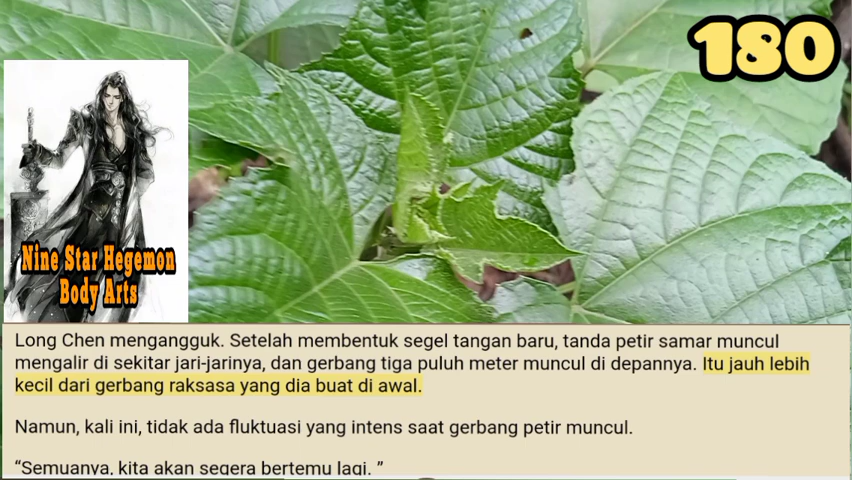 180
Nine Star Hegemon
Body Arts
Long Chen mengangguk. Setelah membentuk segel tangan baru, tanda petir samar muncul
mengalir di sekitar jari-jarinya, dan gerbang tiga puluh meter muncul di depannya. Itu jauh lebih
kecil dari gerbang raksasa yang dia buat di awal.
Namun, kali ini, tidak ada fluktuasi yang intens saat gerbang petir muncul.
“Semuanya, kita akan segera bertemu lagi. ”